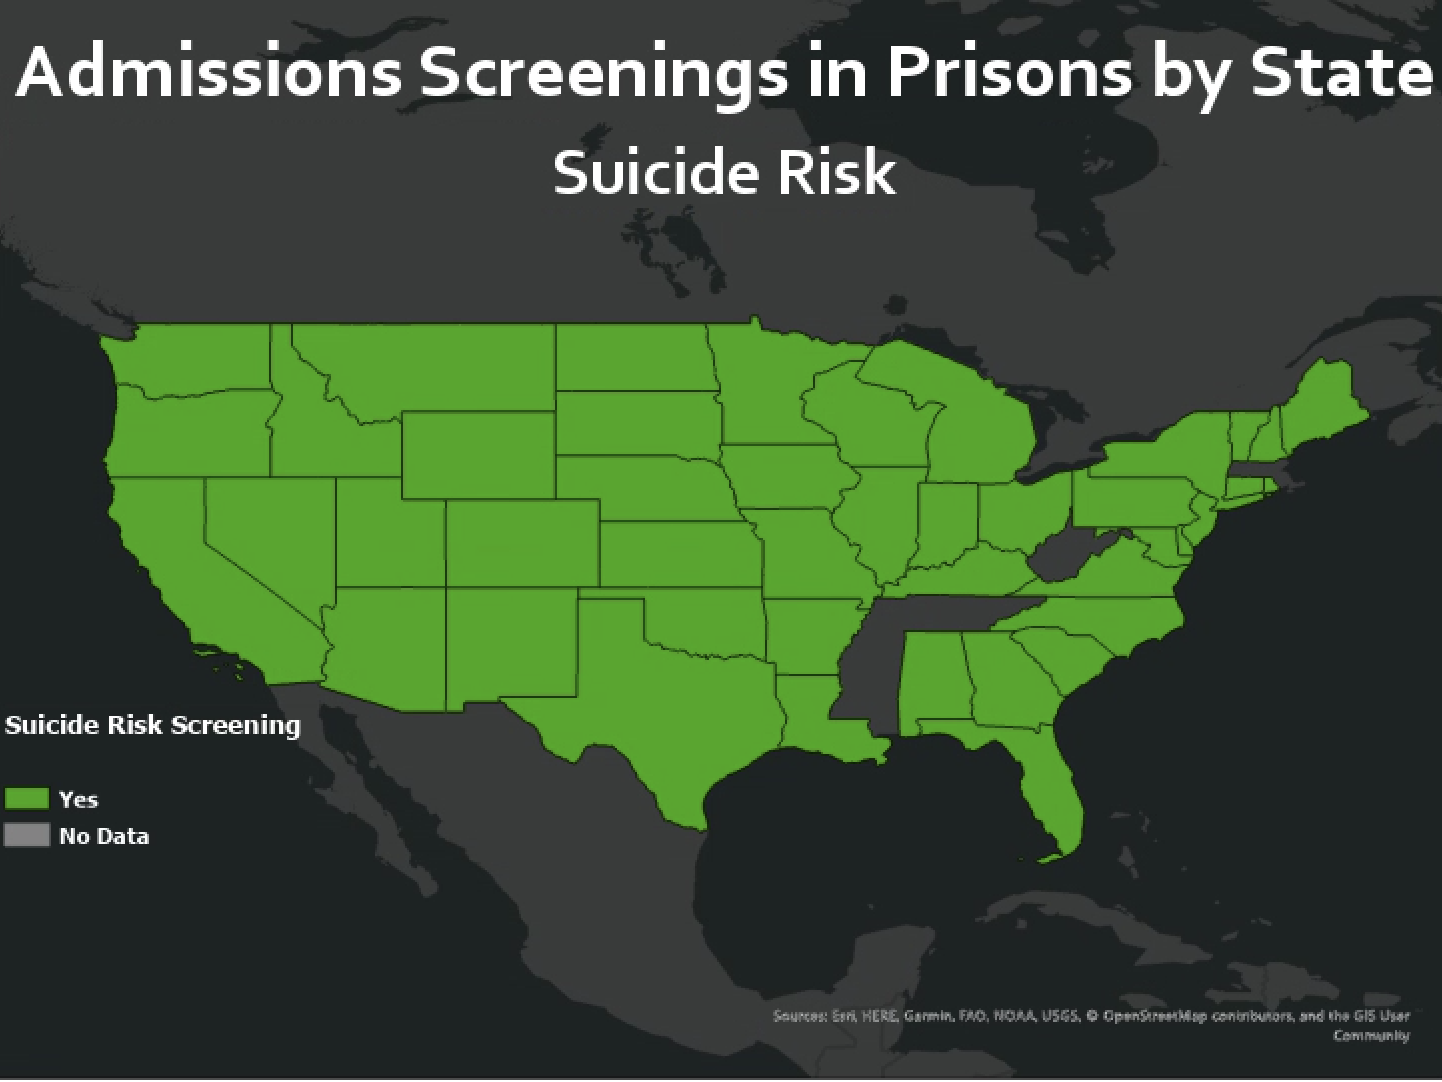 Admissions Screenings in Prisons by State
Suicide Risk
Suicide Risk Screening
Yes
No Data
Sources: Esri, HERE, Garmin, FAO, NOAA, USGS, © OpenStreetMap contributors, and the GIS User
Community